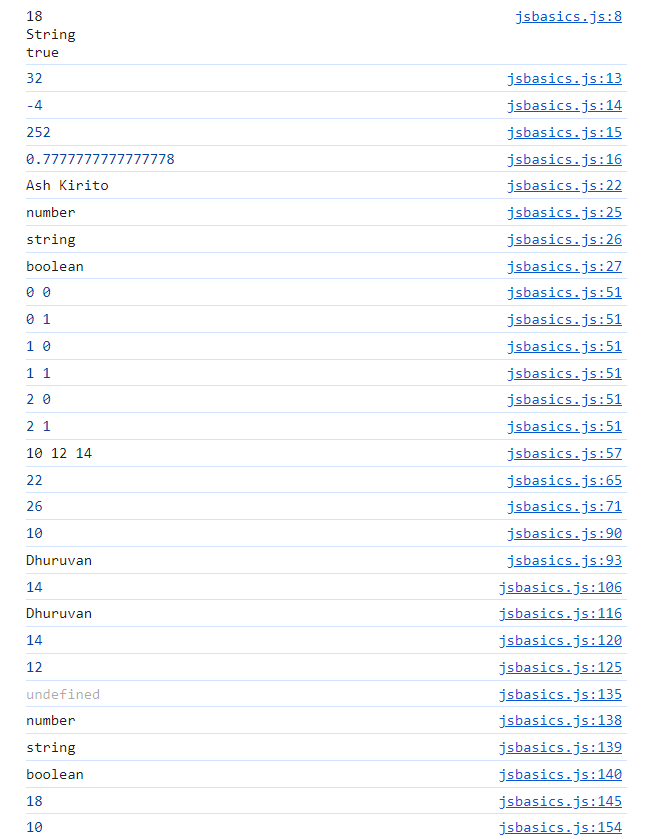 18 jsbasics.js:8
String
true
32 jsbasics.js:13
-4 jsbasics.js:14
252 jsbasics.js:15
0.7777777777777778 jsbasics.js:16
Ash Kirito jsbasics.js:22
number jsbasics.js:25
string jsbasics.js:26
boolean jsbasics.js:27
0 0 jsbasics.js:51
0 1 jsbasics.js:51
1 0 jsbasics.js:51
1 1 jsbasics.js:51
2 0 jsbasics.js:51
2 1 jsbasics.js:51
10 12 14 jsbasics.js:57
22 jsbasics.js:65
26 jsbasics.js:71
10 jsbasics.js:90
Dhuruvan jsbasics.js:93
14 jsbasics.js:106
Dhuruvan jsbasics.js:116
14 jsbasics.js:120
12 jsbasics.js:125
undefined jsbasics.js:135
number jsbasics.js:138
string jsbasics.js:139
boolean jsbasics.js:140
18 jsbasics.js:145
10 jsbasics.js:154